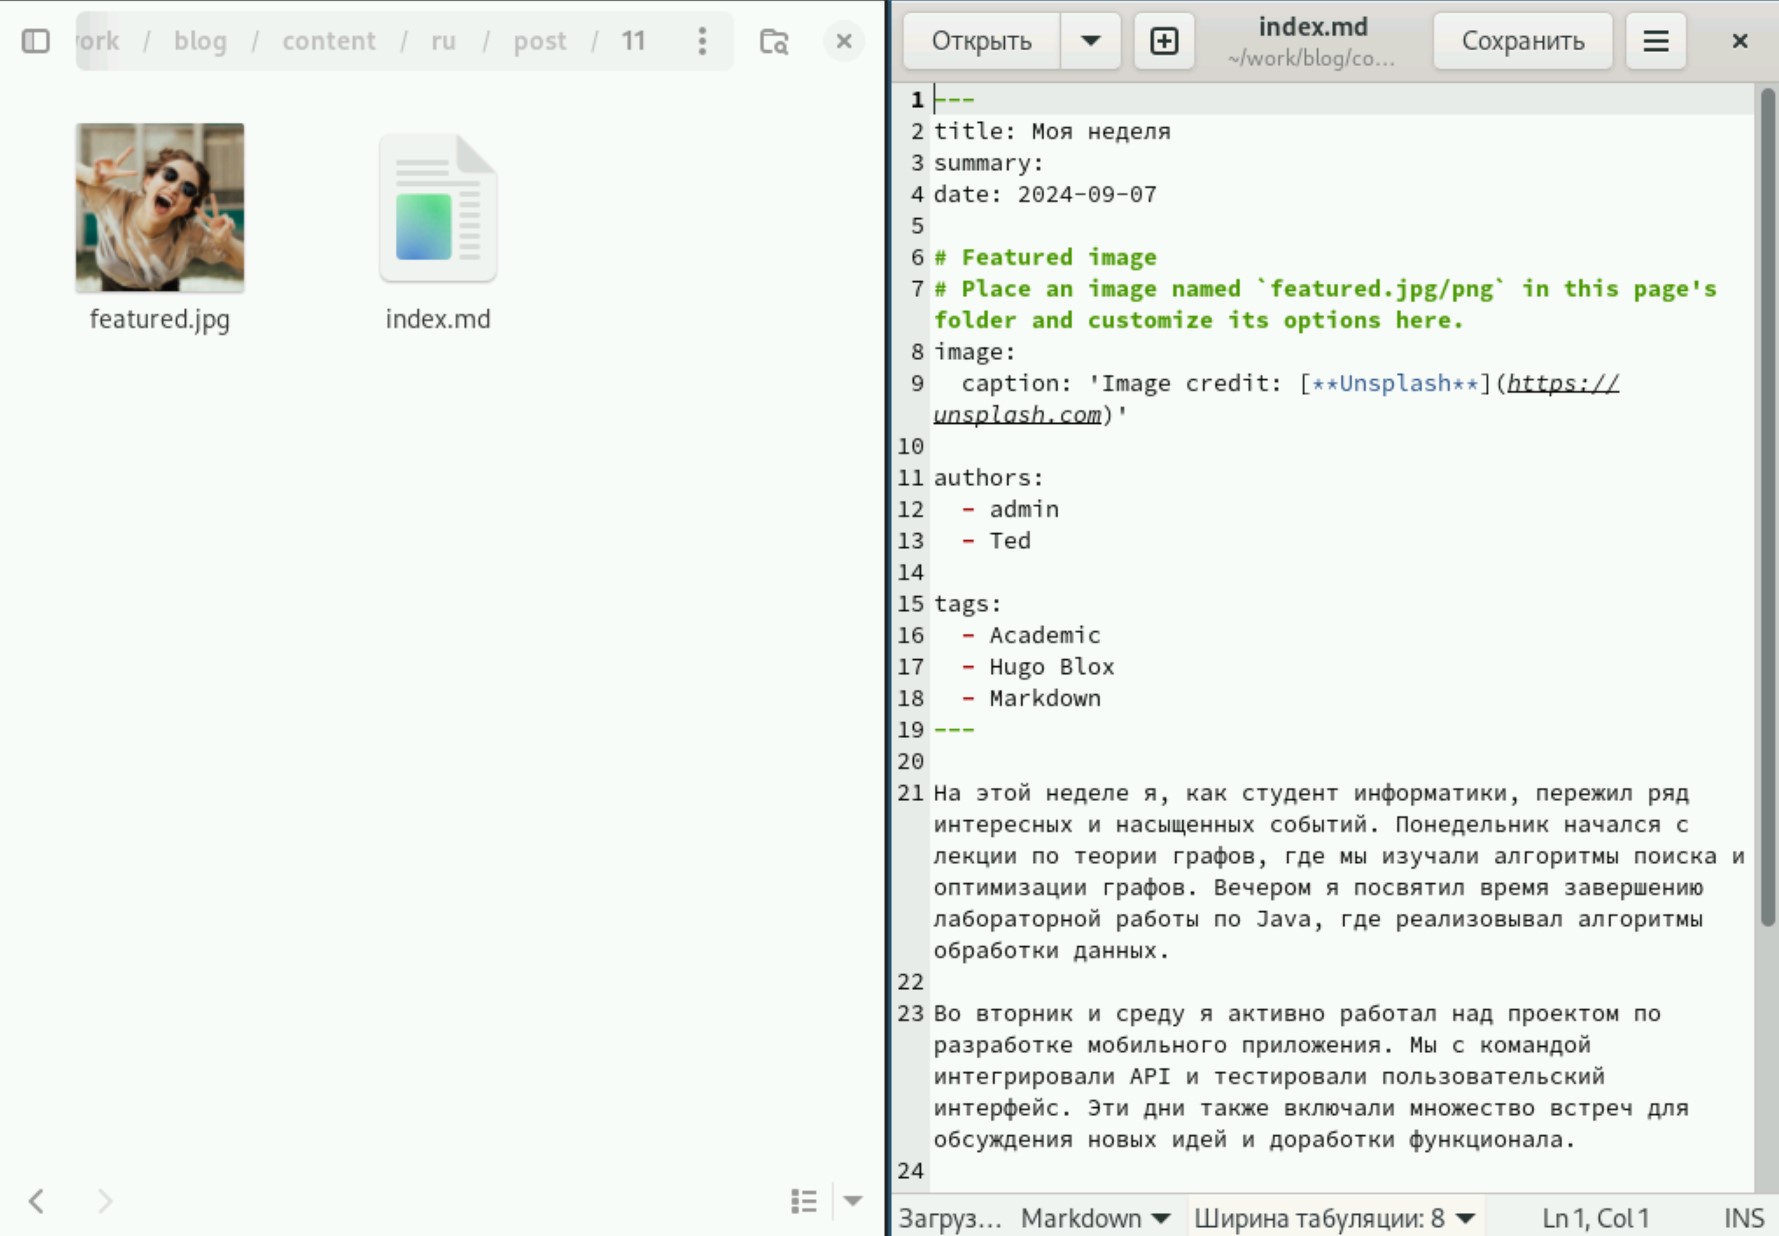 ork / blog / content / ru / post / 11
featured.jpg
index.md
Открыть
index.md
~/work/blog/co...
Сохранить
1 ---
2 title: Моя неделя
3 summary:
4 date: 2024-09-07
5
6 # Featured image
7 # Place an image named `featured.jpg/png` in this page's
folder and customize its options here.
8 image:
9   caption: 'Image credit: [**Unsplash**](https://
unsplash.com)'
10
11 authors:
12   - admin
13   - Ted
14
15 tags:
16   - Academic
17   - Hugo Blox
18   - Markdown
19 ---
20
21 На этой неделе я, как студент информатики, пережил ряд
интересных и насыщенных событий. Понедельник начался с
лекции по теории графов, где мы изучали алгоритмы поиска и
оптимизации графов. Вечером я посвятил время завершению
лабораторной работы по Java, где реализовывал алгоритмы
обработки данных.
22
23 Во вторник и среду я активно работал над проектом по
разработке мобильного приложения. Мы с командой
интегрировали API и тестировали пользовательский
интерфейс. Эти дни также включали множество встреч для
обсуждения новых идей и доработки функционала.
24
Загруз... Markdown Ширина табуляции: 8 Ln 1, Col 1 INS